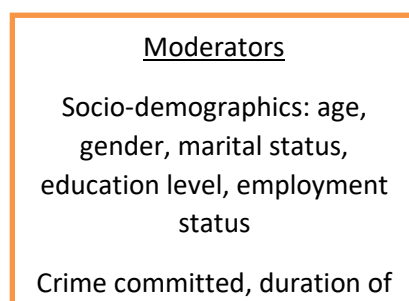 Moderators
Socio-demographics: age,
gender, marital status,
education level, employment
status
Crime committed, duration of